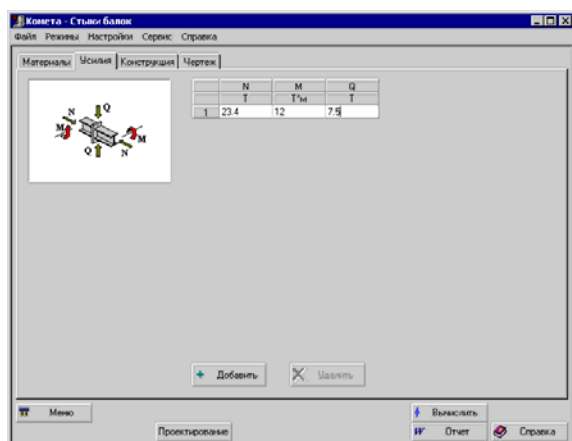 Комета - Стыки балок
Файл Режимы Настройки Сервис Справка
Материалы Усилия Конструкция Чертеж
N M Q
Т Т*м Т
1 23.4 12 7.5
N Q
M M
Q N
Добавить Удалить
Меню Вычислить
Проектирование Отчет Справка